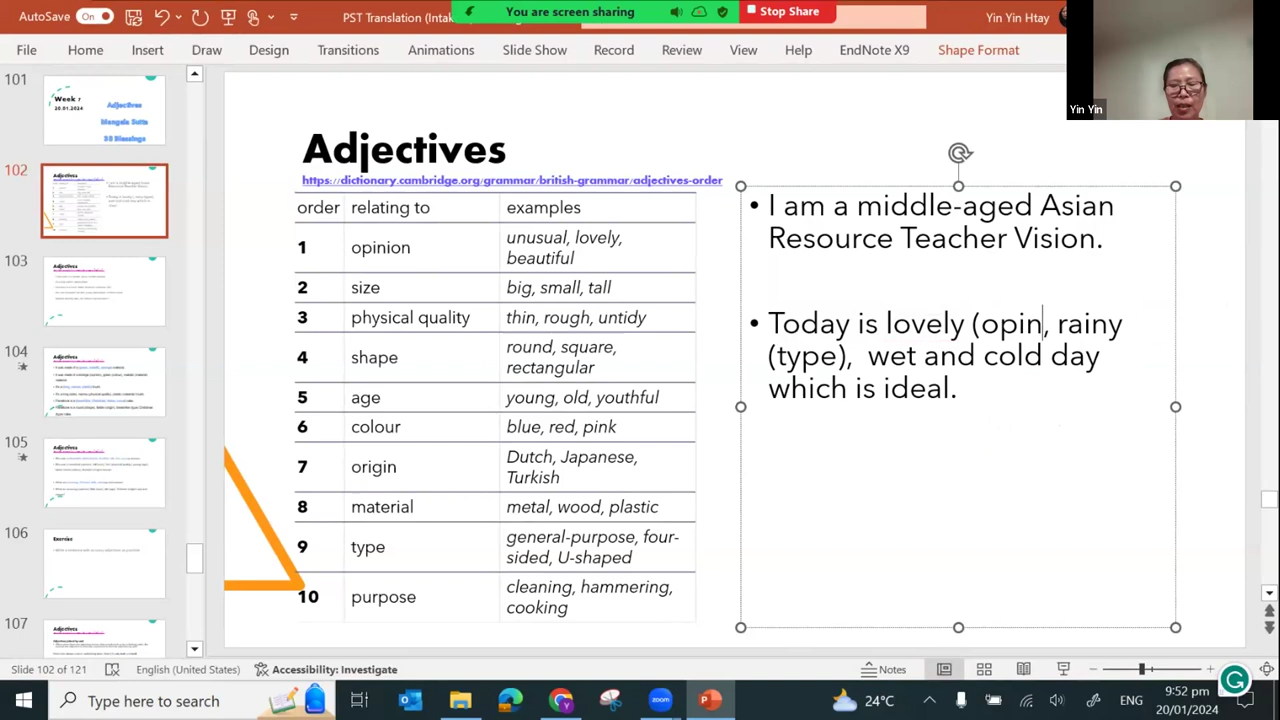 AutoSave On
PST Translation (Intak
You are screen sharing
Stop Share
Yin Yin Htay
File Home Insert Draw Design Transitions Animations Slide Show Record Review View Help EndNote X9 Shape Format
Yin Yin
101
Adjectives
Mangala Sutta
38 Blessings
102
103
104
105
106
Exercise
107
Adjectives
https://dictionary.cambridge.org/grammar/british-grammar/adjectives-order
order relating to examples
1 opinion unusual, lovely,
beautiful
2 size big, small, tall
3 physical quality thin, rough, untidy
4 shape round, square,
rectangular
5 age young, old, youthful
6 colour blue, red, pink
7 origin Dutch, Japanese,
8 material metal, wood, plastic
9 type general-purpose, four-
sided, U-shaped
10 purpose cleaning, hammering,
cooking
• I am a middle-aged Asian
Resource Teacher Vision.
• Today is lovely (opin, rainy
(type), wet and cold day
which is ideal.
Slide 102 of 121 English (United States) Accessibility: Investigate Notes
Type here to search
zoom
24°C
ENG
9:52 pm
20/01/2024